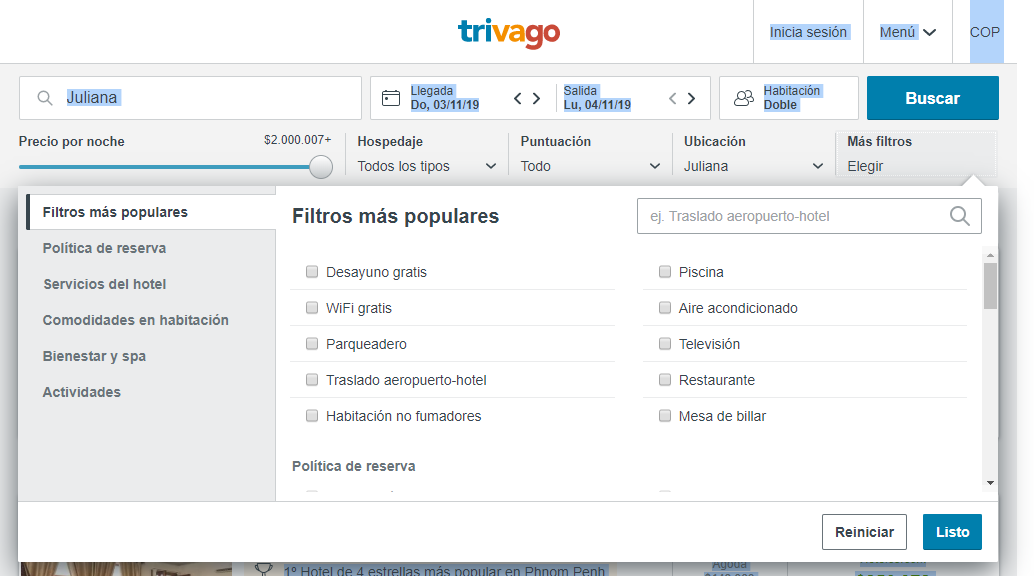 trivago
Inicia sesión
Menú
COP
Juliana
Llegada
Do, 03/11/19
Salida
Lu, 04/11/19
Habitación
Doble
Buscar
Precio por noche
$2.000.007+
Hospedaje
Todos los tipos
Puntuación
Todo
Ubicación
Juliana
Más filtros
Elegir
Filtros más populares
Política de reserva
Servicios del hotel
Comodidades en habitación
Bienestar y spa
Actividades
Filtros más populares
ej. Traslado aeropuerto-hotel
Desayuno gratis
Piscina
WiFi gratis
Aire acondicionado
Parqueadero
Televisión
Traslado aeropuerto-hotel
Restaurante
Habitación no fumadores
Mesa de billar
Política de reserva
Reiniciar
Listo
1º Hotel de 4 estrellas más popular en Phnom Penh
Agoda